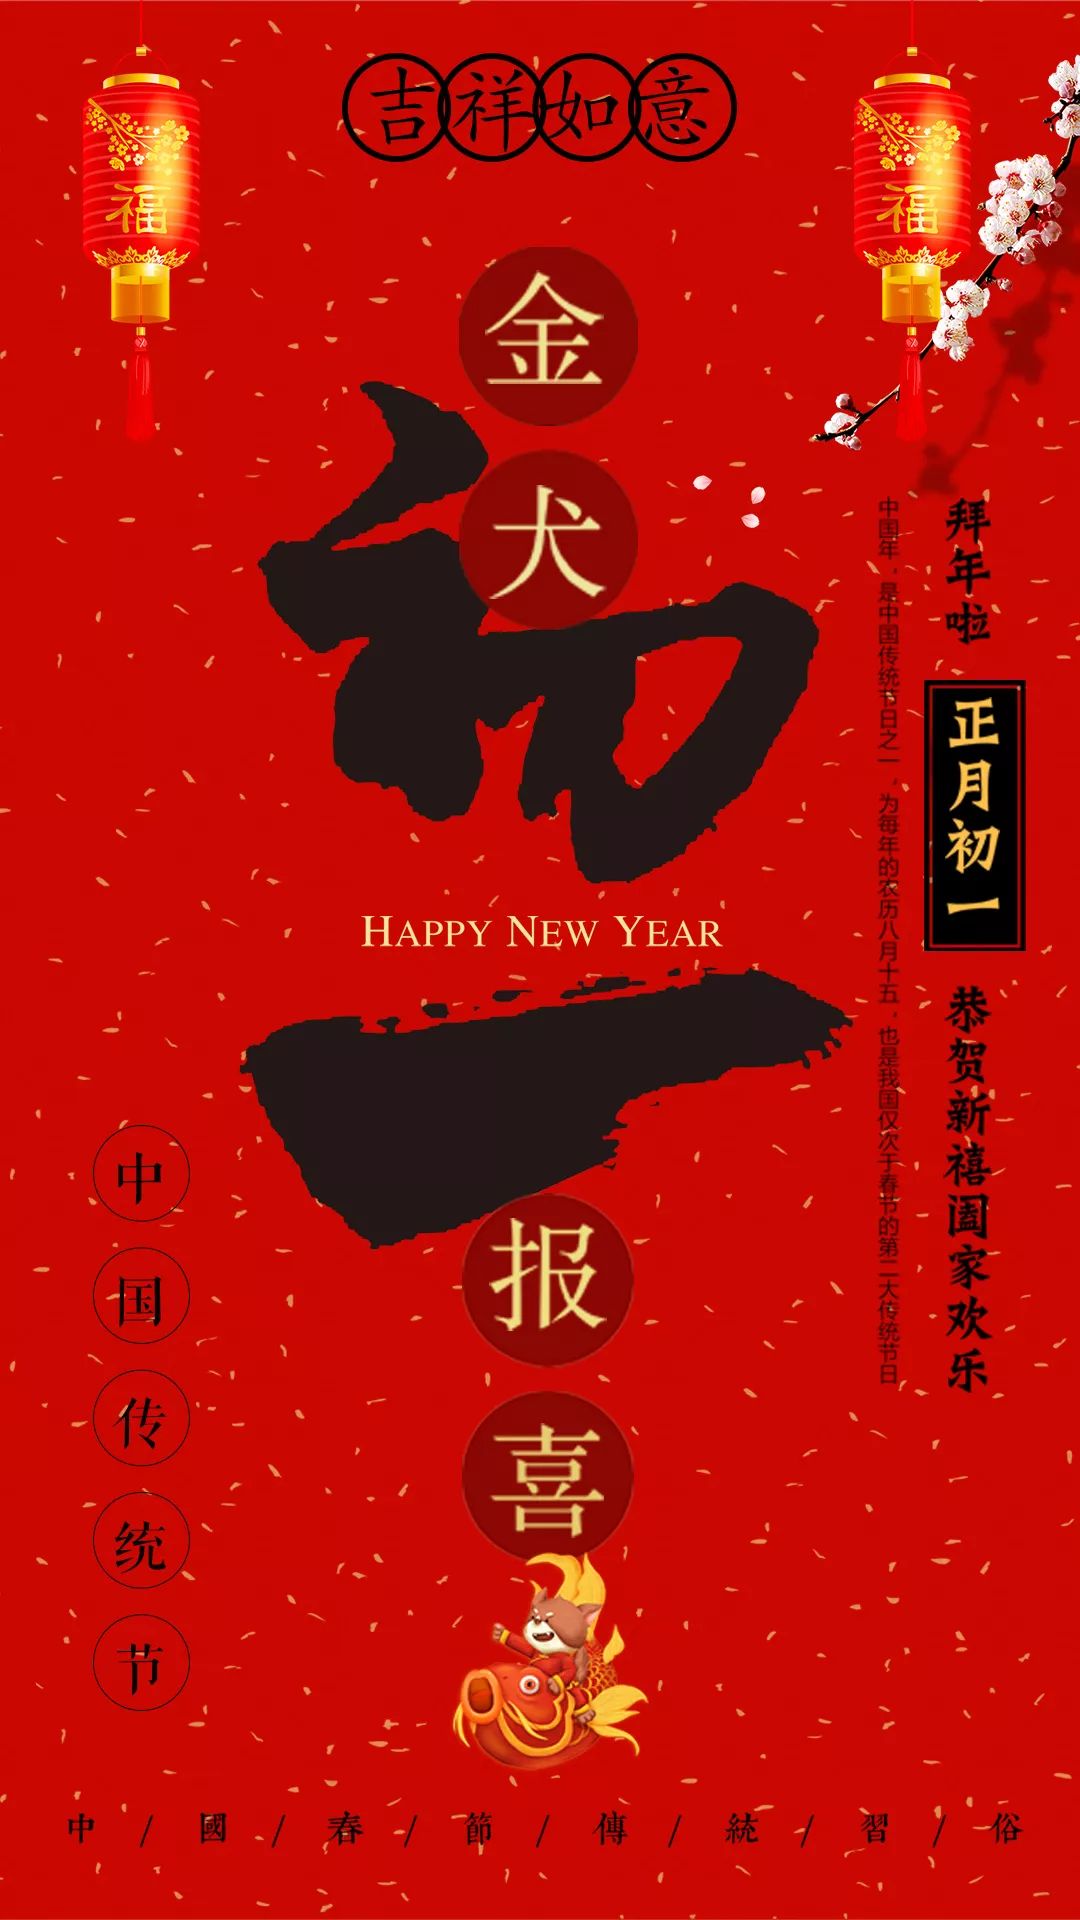 吉祥如意
福
福
金犬
初一
HAPPY NEW YEAR
报喜
拜年啦
正月初一
恭贺新禧阖家欢乐
中国年，是中国传统节日之一，为每年的农历八月十五，也是我国仅次于春节的第二大传统节日
中国传统节
中/國/春/節/傳/統/習/俗